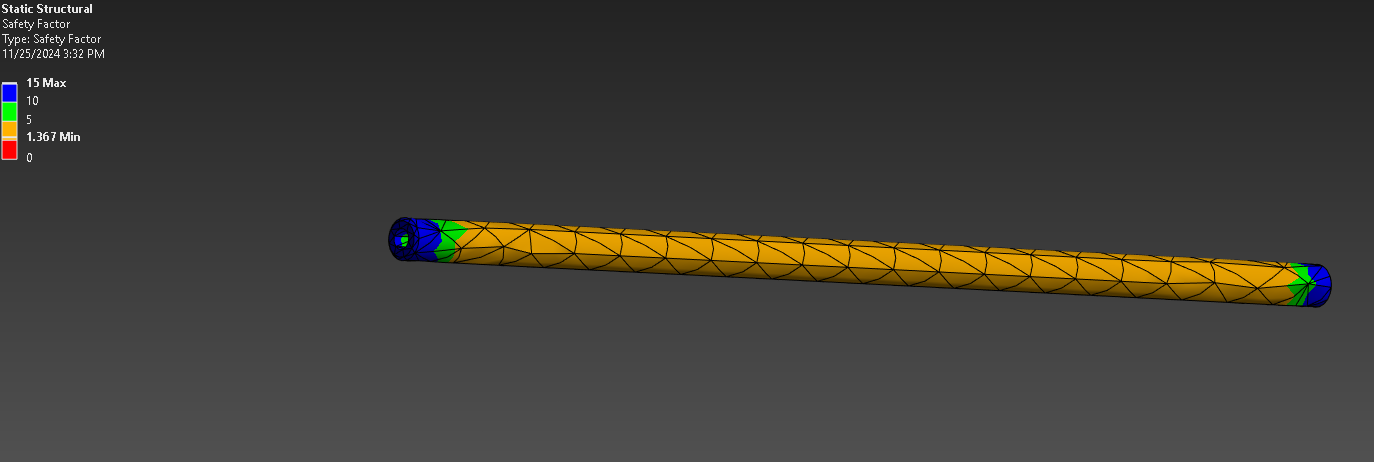 Static Structural
Safety Factor
Type: Safety Factor
11/25/2024 3:32 PM
15 Max
10
5
1.367 Min
0